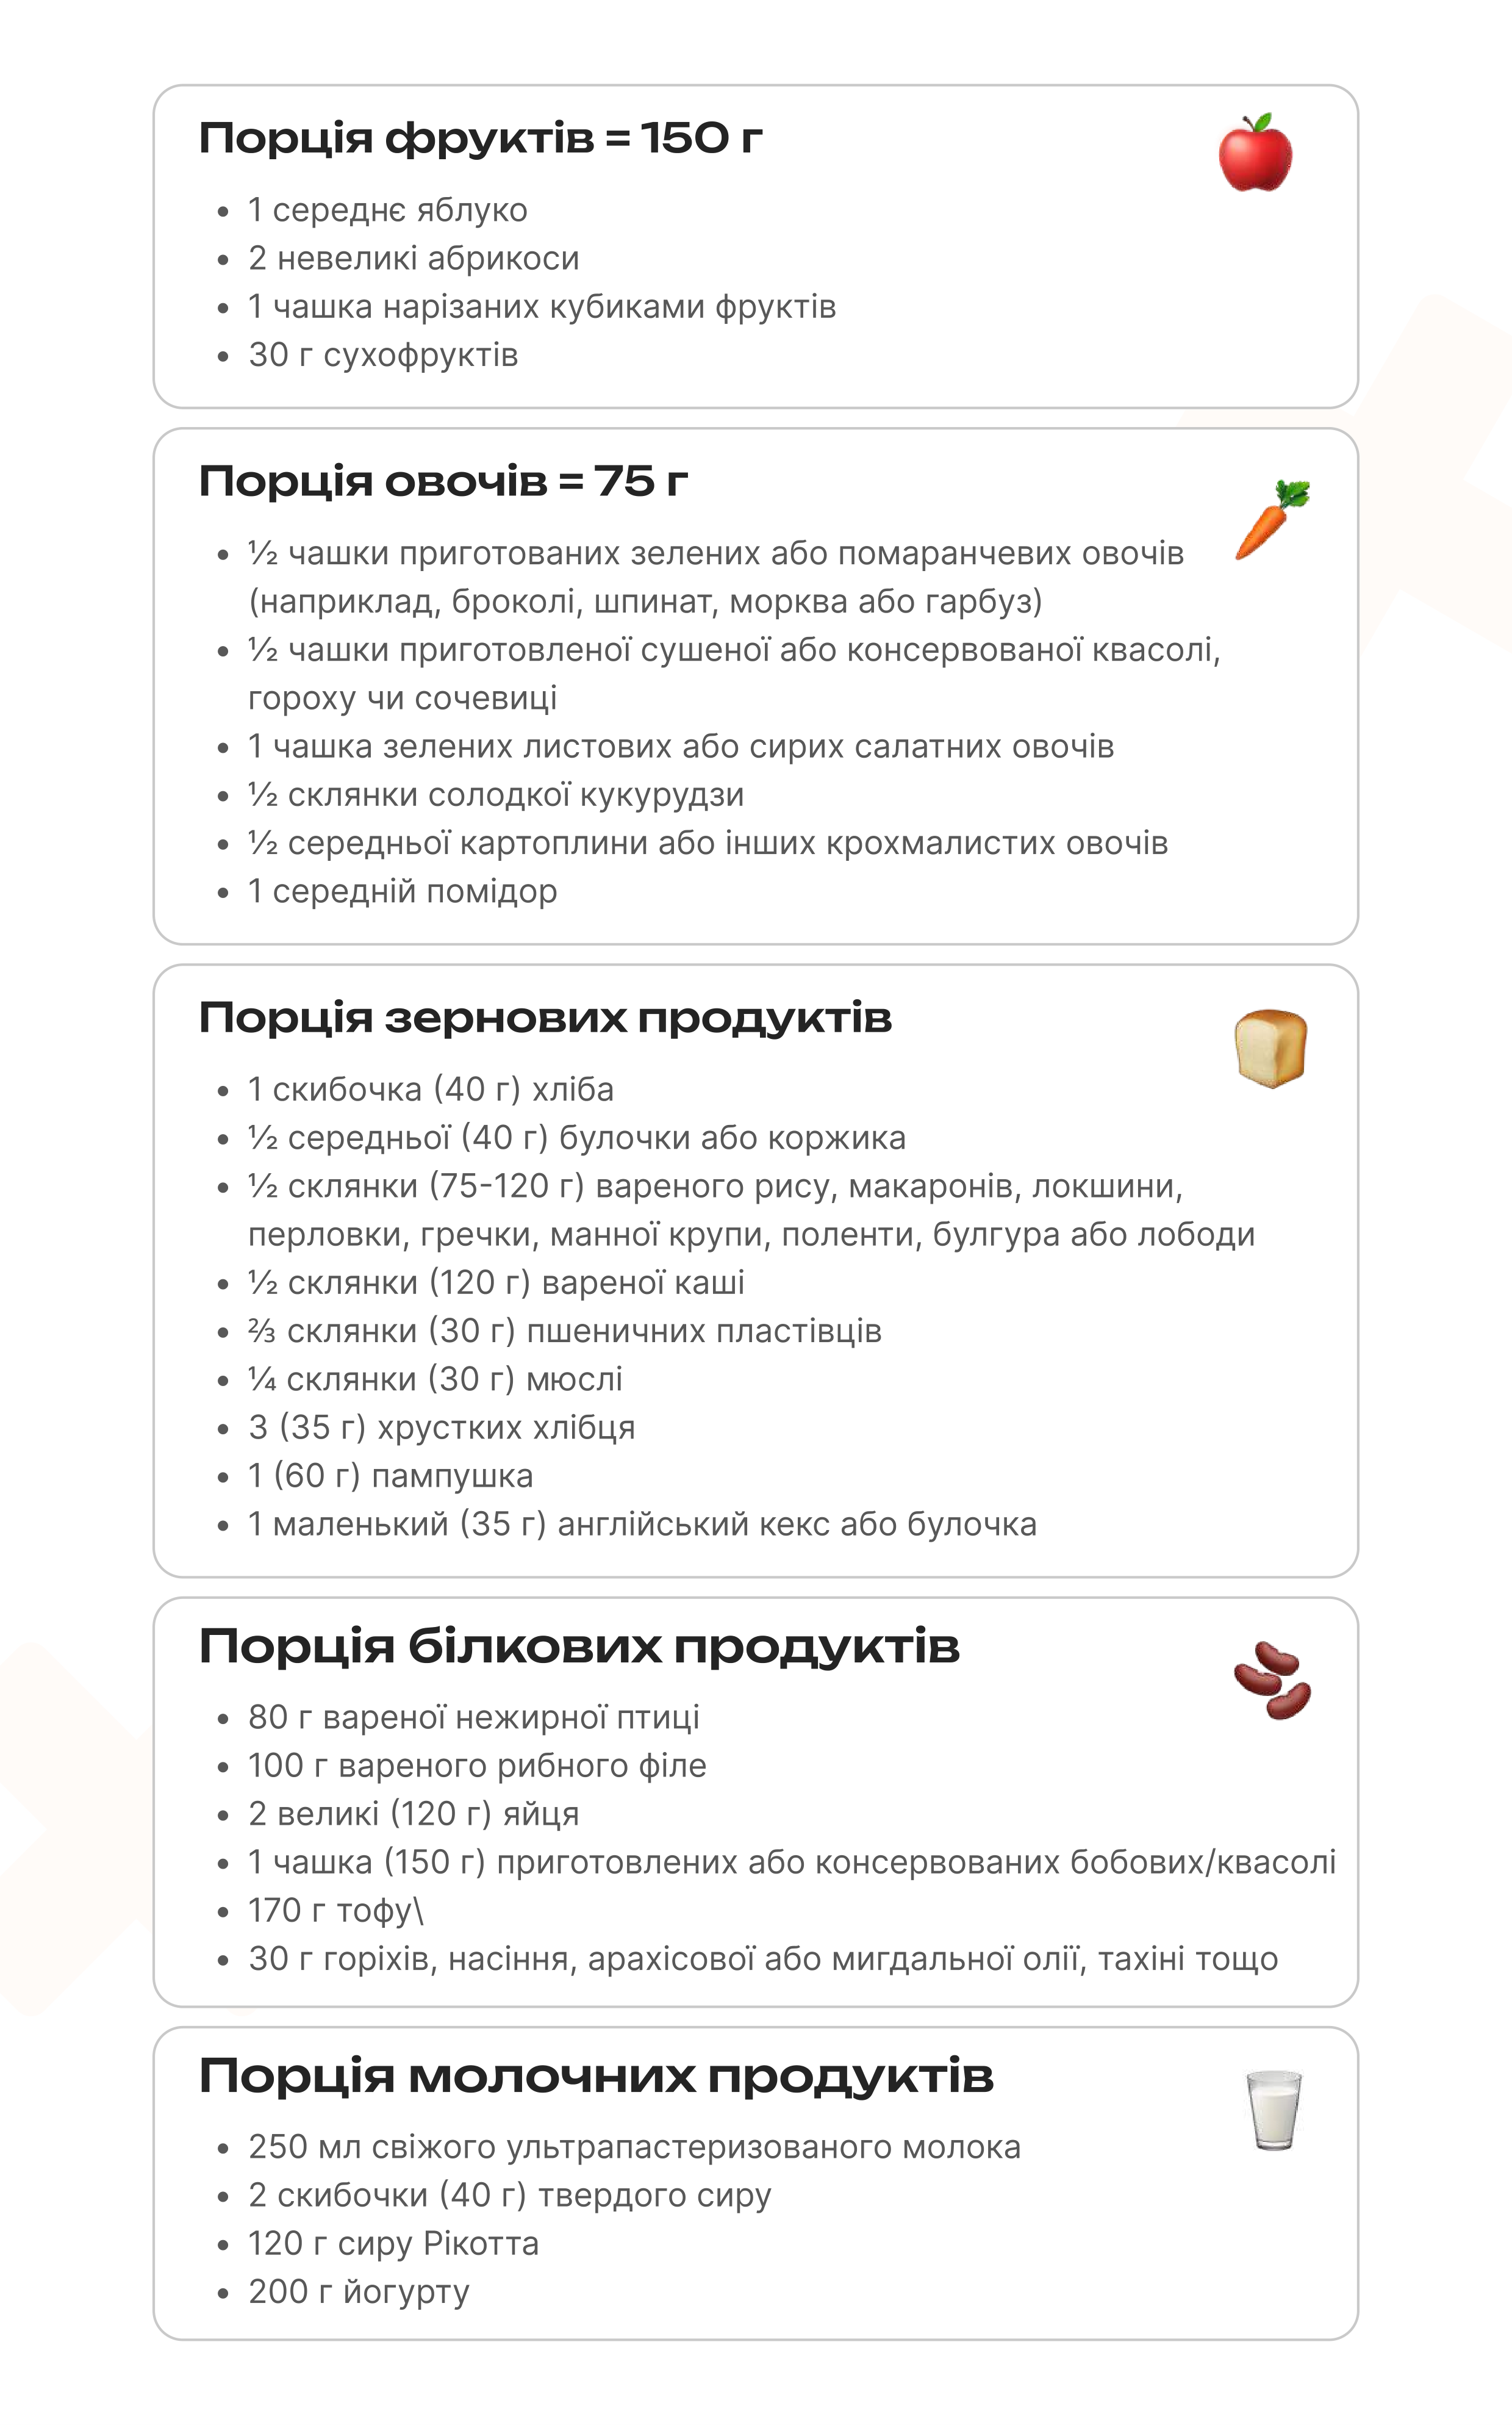 Порція фруктів = 150 г
• 1 середнє яблуко
• 2 невеликі абрикоси
• 1 чашка нарізаних кубиками фруктів
• 30 г сухофруктів
Порція овочів = 75 г
• ½ чашки приготованих зелених або помаранчевих овочів
(наприклад, броколі, шпинат, морква або гарбуз)
• ½ чашки приготовленої сушеної або консервованої квасолі,
гороху чи сочевиці
• 1 чашка зелених листових або сирих салатних овочів
• ½ склянки солодкої кукурудзи
• ½ середньої картоплини або інших крохмалистих овочів
• 1 середній помідор
Порція зернових продуктів
• 1 скибочка (40 г) хліба
• ½ середньої (40 г) булочки або коржика
• ½ склянки (75-120 г) вареного рису, макаронів, локшини,
перловки, гречки, манної крупи, поленти, булгура або лободи
• ½ склянки (120 г) вареної каші
• ⅔ склянки (30 г) пшеничних пластівців
• ¼ склянки (30 г) мюслі
• 3 (35 г) хрустких хлібця
• 1 (60 г) пампушка
• 1 маленький (35 г) англійський кекс або булочка
Порція білкових продуктів
• 80 г вареної нежирної птиці
• 100 г вареного рибного філе
• 2 великі (120 г) яйця
• 1 чашка (150 г) приготовлених або консервованих бобових/квасолі
• 170 г тофу\
• 30 г горіхів, насіння, арахісової або мигдальної олії, тахіні тощо
Порція молочних продуктів
• 250 мл свіжого ультрапастеризованого молока
• 2 скибочки (40 г) твердого сиру
• 120 г сиру Рікотта
• 200 г йогурту